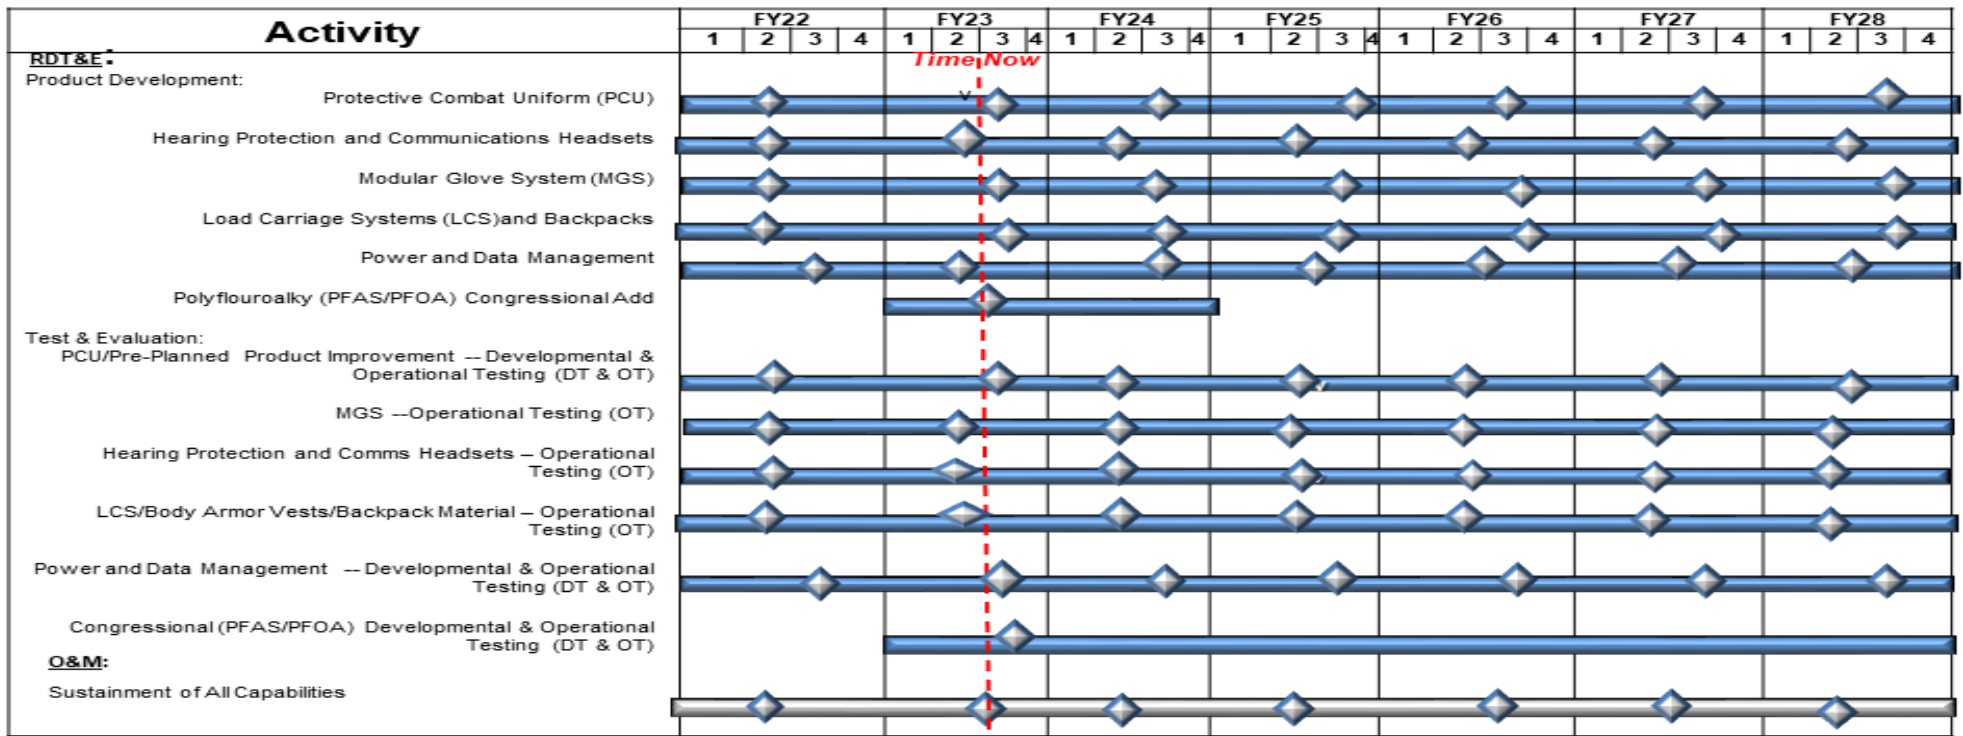 Activity
FY22 FY23 FY24 FY25 FY26 FY27 FY28
1 2 3 4 1 2 3 4 1 2 3 4 1 2 3 4 1 2 3 4 1 2 3 4 1 2 3 4
RDT&E:
Time Now
Product Development:
Protective Combat Uniform (PCU)
v
Hearing Protection and Communications Headsets
Modular Glove System (MGS)
Load Carriage Systems (LCS)and Backpacks
Power and Data Management
Polyflouroalky (PFAS/PFOA) Congressional Add
Test & Evaluation:
PCU/Pre-Planned Product Improvement -- Developmental &
Operational Testing (DT & OT)
MGS --Operational Testing (OT)
Hearing Protection and Comms Headsets – Operational
Testing (OT)
LCS/Body Armor Vests/Backpack Material – Operational
Testing (OT)
Power and Data Management -- Developmental & Operational
Testing (DT & OT)
Congressional (PFAS/PFOA) Developmental & Operational
Testing (DT & OT)
O&M:
Sustainment of All Capabilities